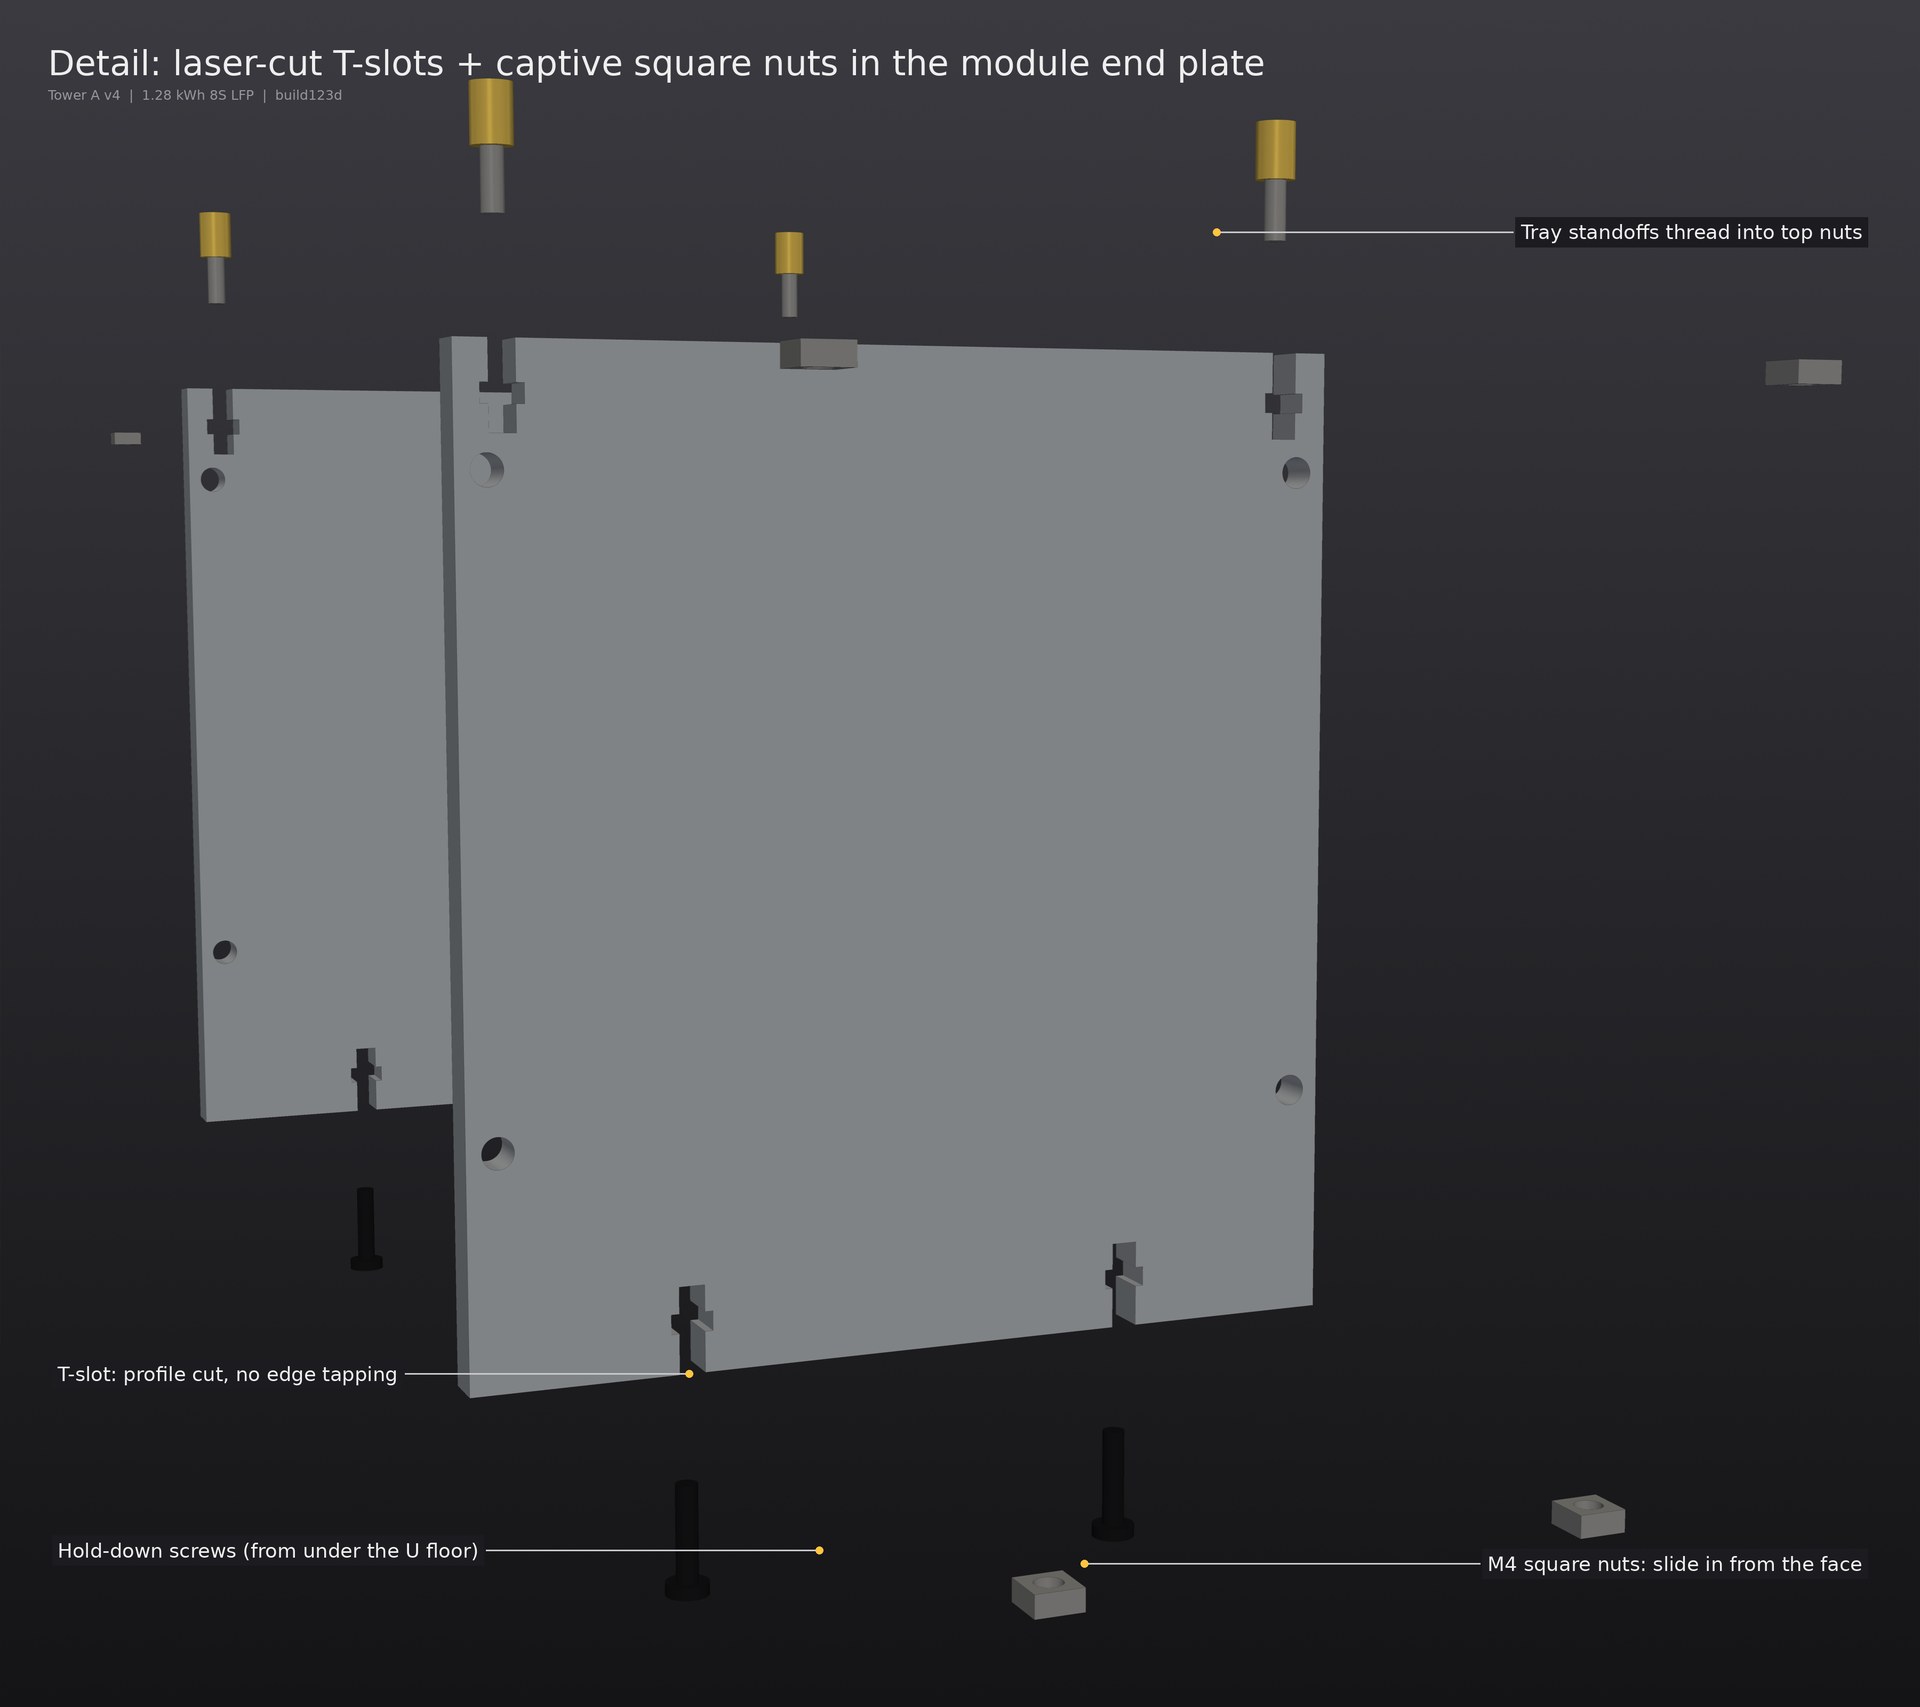 Detail: laser-cut T-slots + captive square nuts in the module end plate
Tower A v4 | 1.28 kWh 8S LFP | build123d
Tray standoffs thread into top nuts
T-slot: profile cut, no edge tapping
Hold-down screws (from under the U floor)
M4 square nuts: slide in from the face